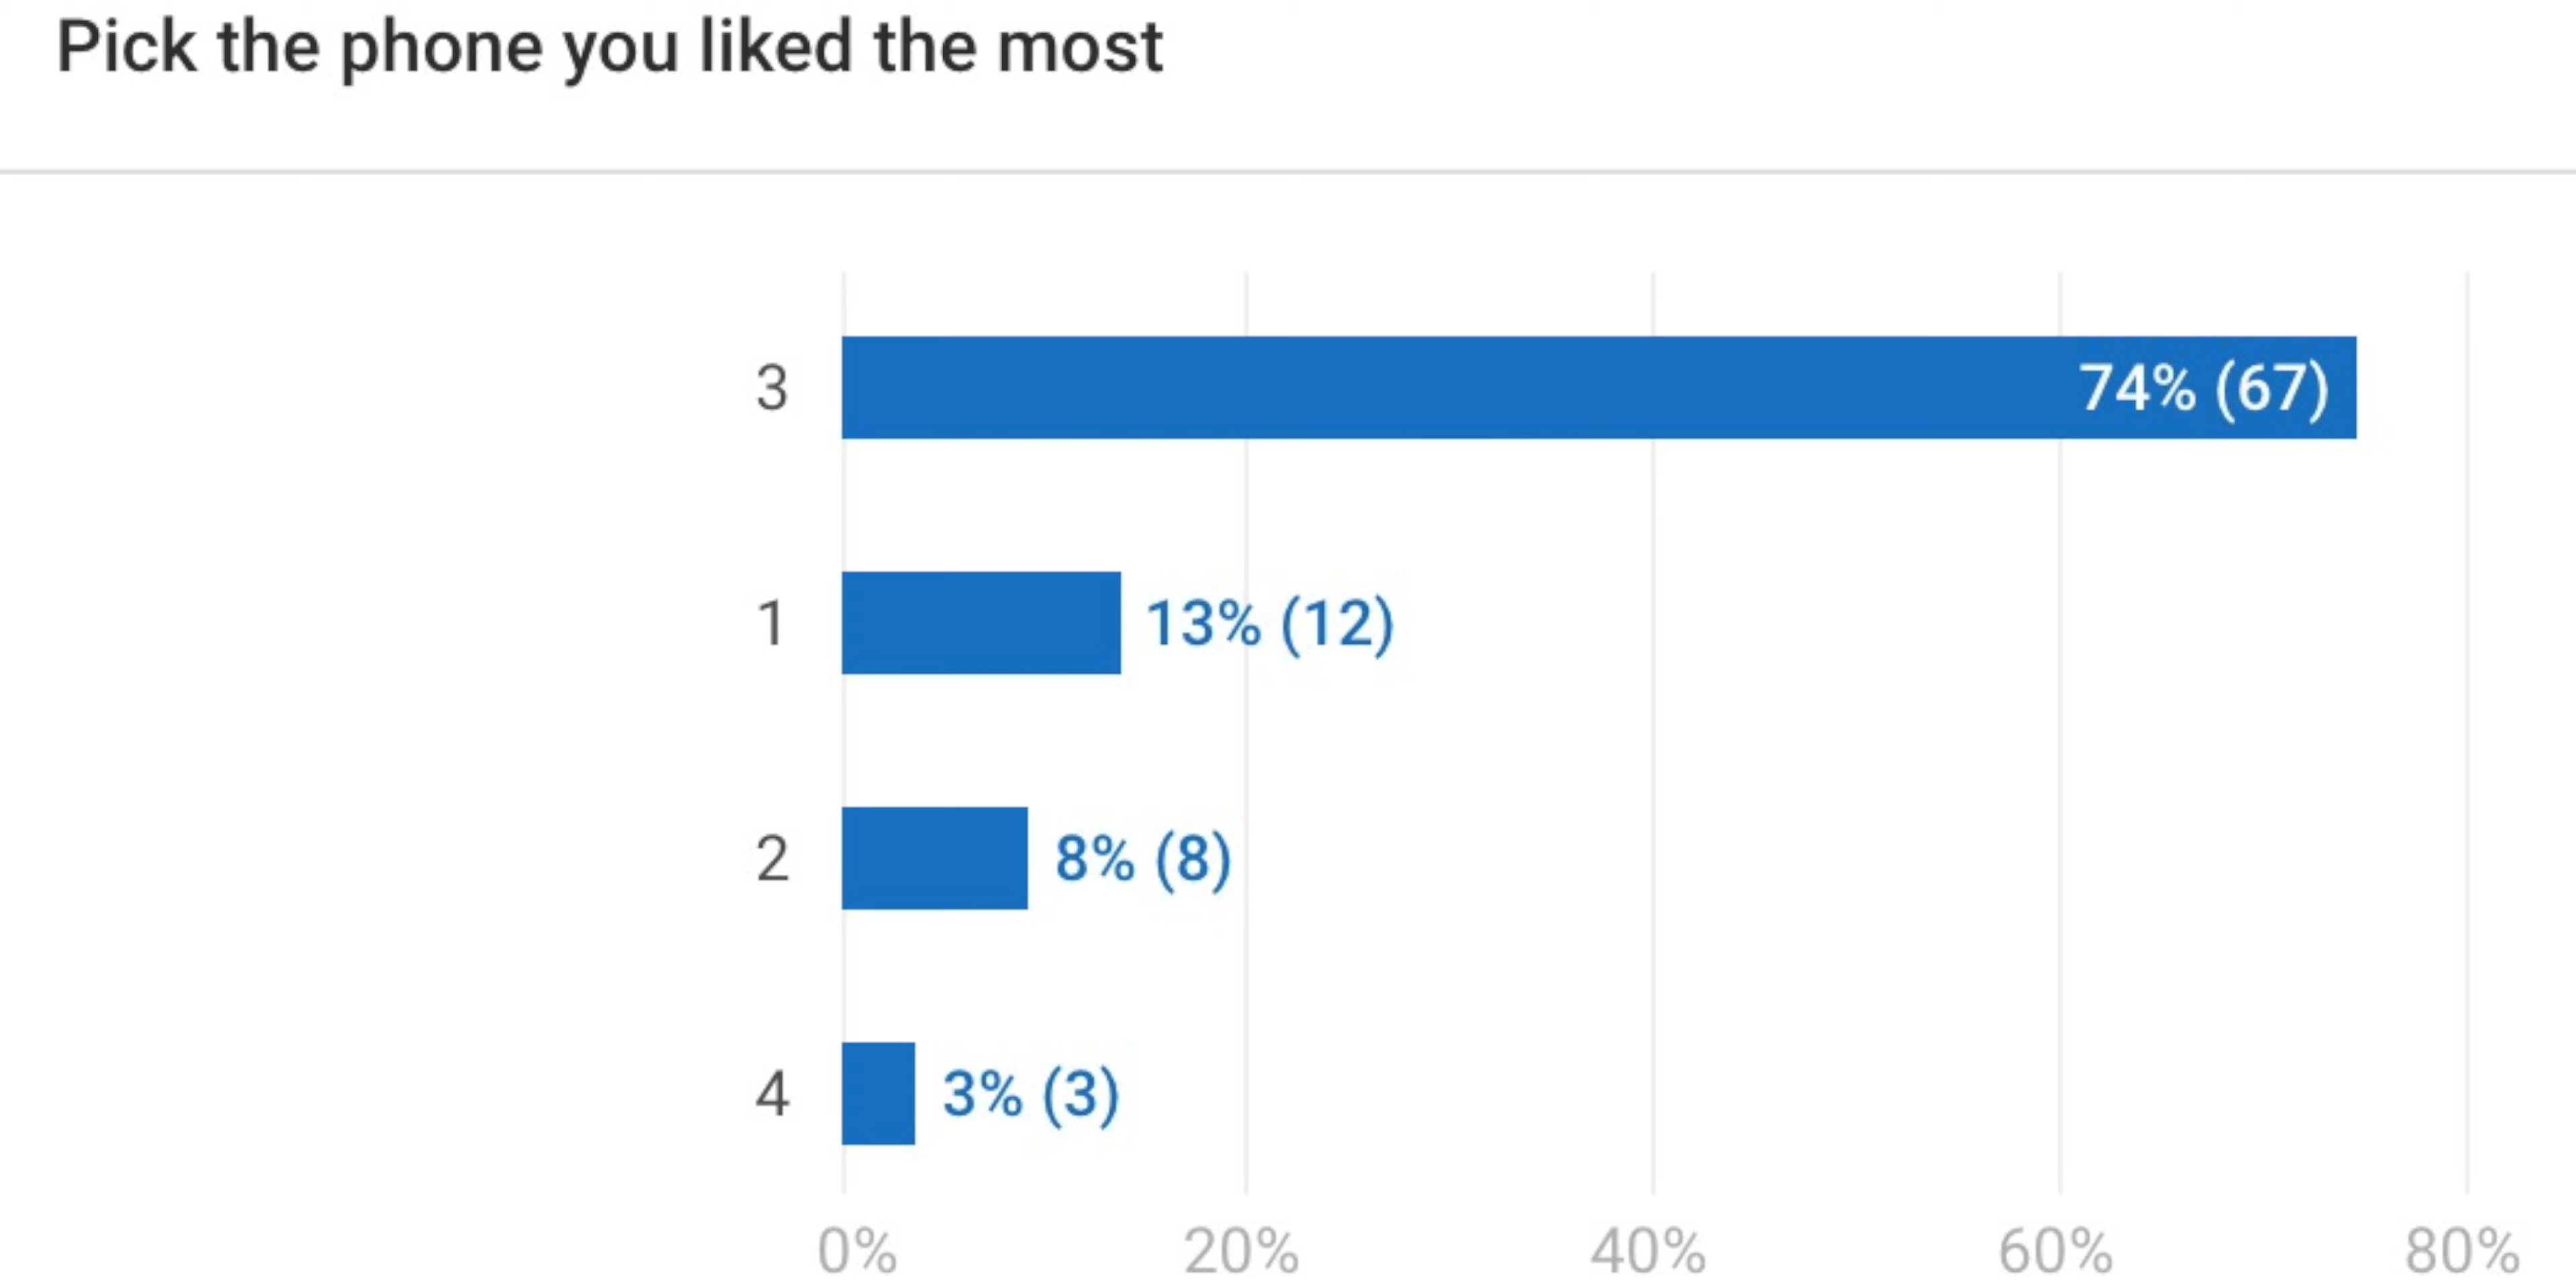 Pick the phone you liked the most
3 74% (67)
1 13% (12)
2 8% (8)
4 3% (3)
0% 20% 40% 60% 80%